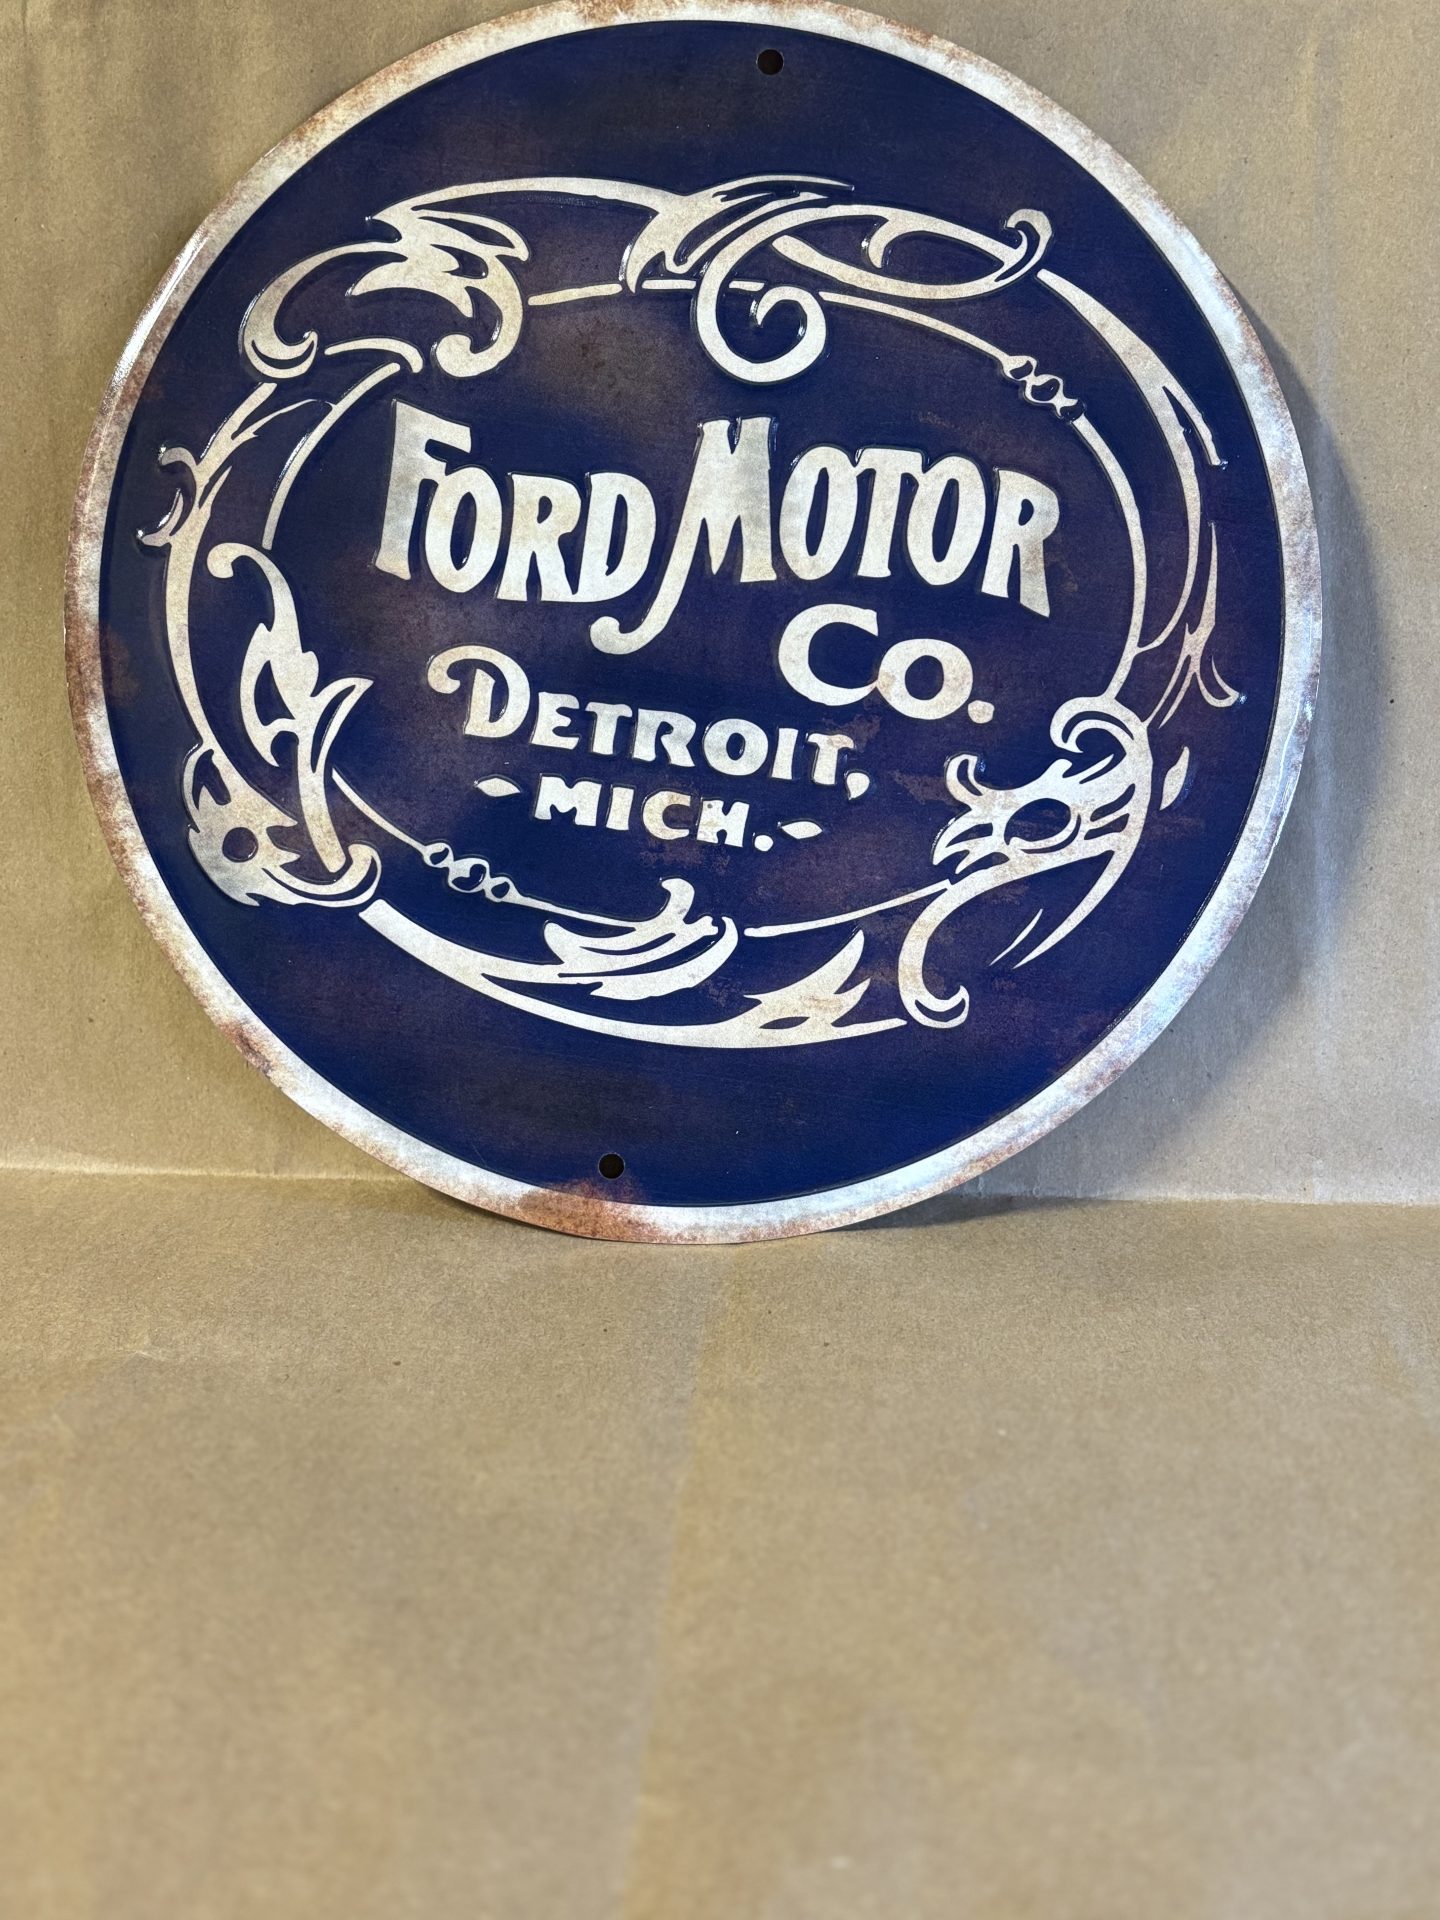 FORD MOTOR
CO.
DETROIT,
MICH.